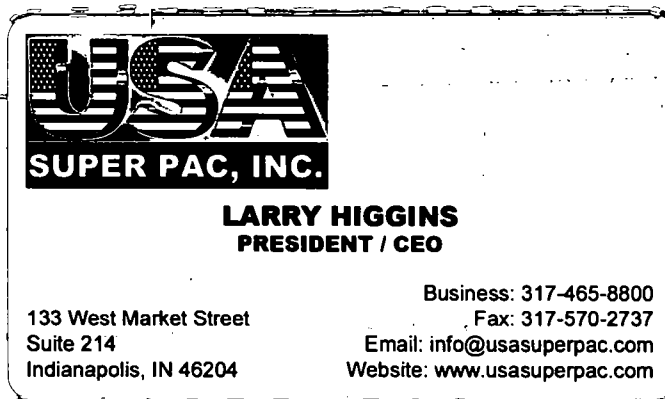 USA
SUPER PAC, INC.
LARRY HIGGINS
PRESIDENT / CEO
133 West Market Street
Suite 214
Indianapolis, IN 46204
Business: 317-465-8800
Fax: 317-570-2737
Email: info@usasuperpac.com
Website: www.usasuperpac.com